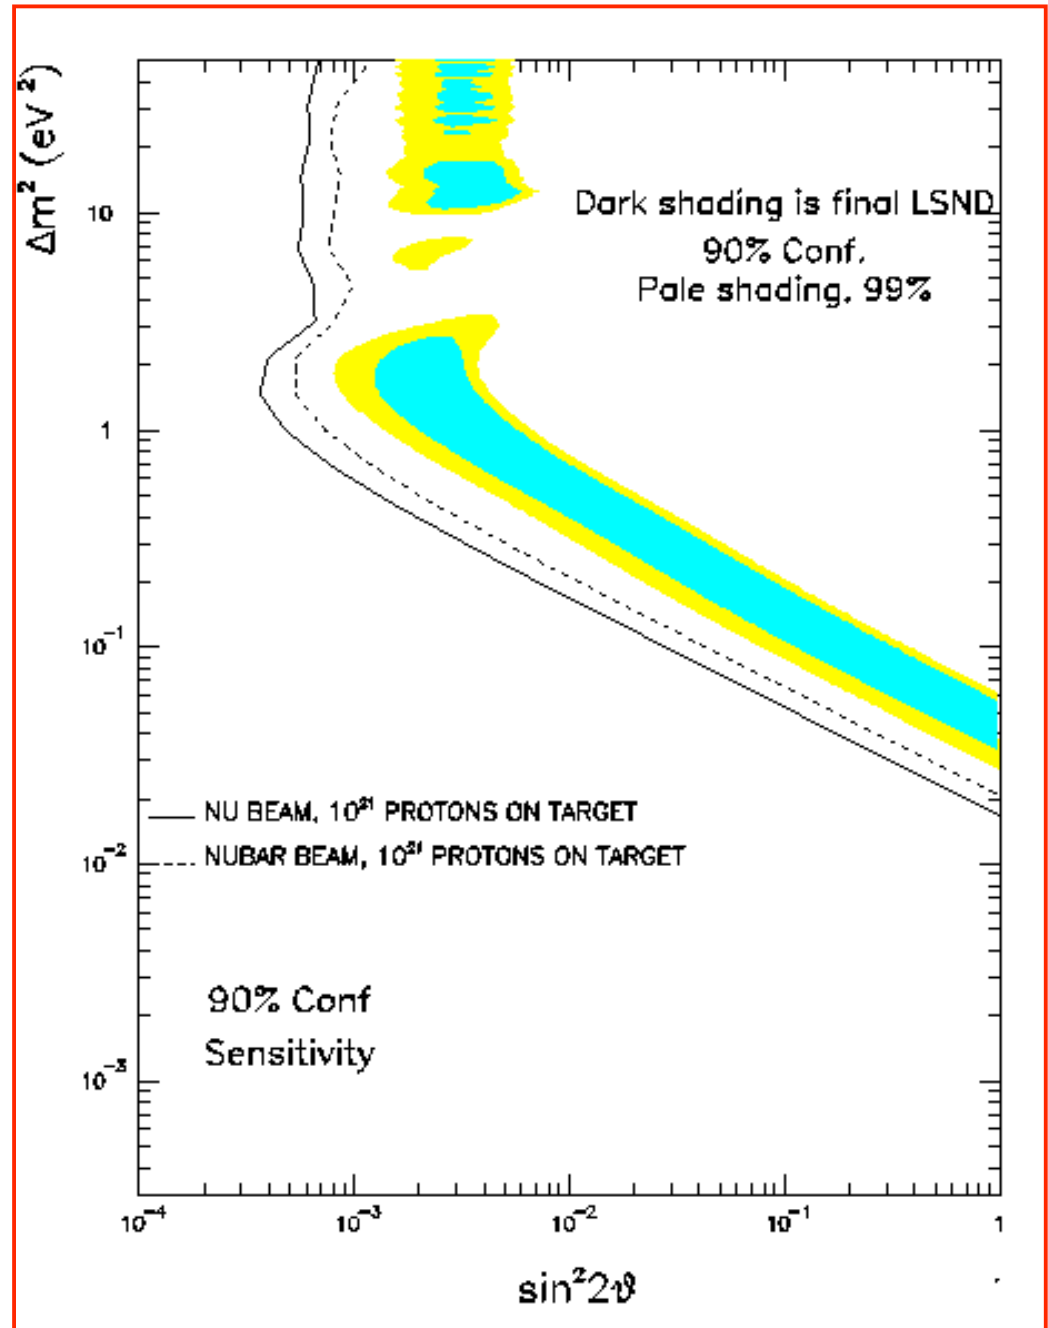 Δm² (eV²)
10
1
10⁻¹
10⁻²
10⁻³
Dark shading is final LSND
90% Conf.
Pale shading, 99%
NU BEAM, 10²¹ PROTONS ON TARGET
NUBAR BEAM, 10²¹ PROTONS ON TARGET
90% Conf
Sensitivity
10⁻⁴ 10⁻³ 10⁻² 10⁻¹ 1
sin²2ϑ